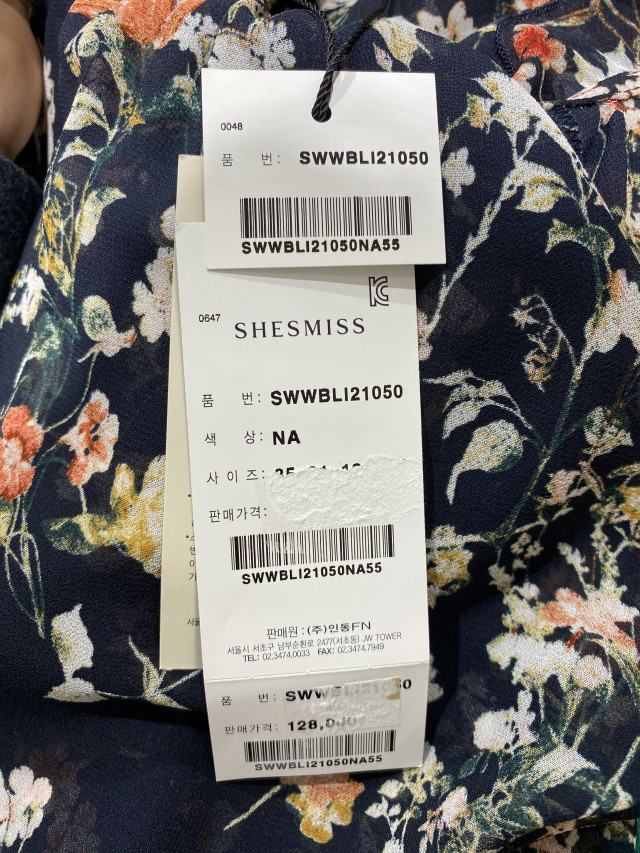 0048
품 번: SWWBLI21050
SWWBLI21050NA55
0647
SHESMISS
품 번: SWWBLI21050
색 상: NA
사 이 즈:
판매가격:
SWWBLI21050NA55
판매원 : (주)인동FN
서울시 서초구 남부순환로 2477(서초동) JW TOWER
TEL: 02.3474.0033 FAX: 02.3474.7949
품 번: SWWBLI21050
판매가격: 128,000
SWWBLI21050NA55